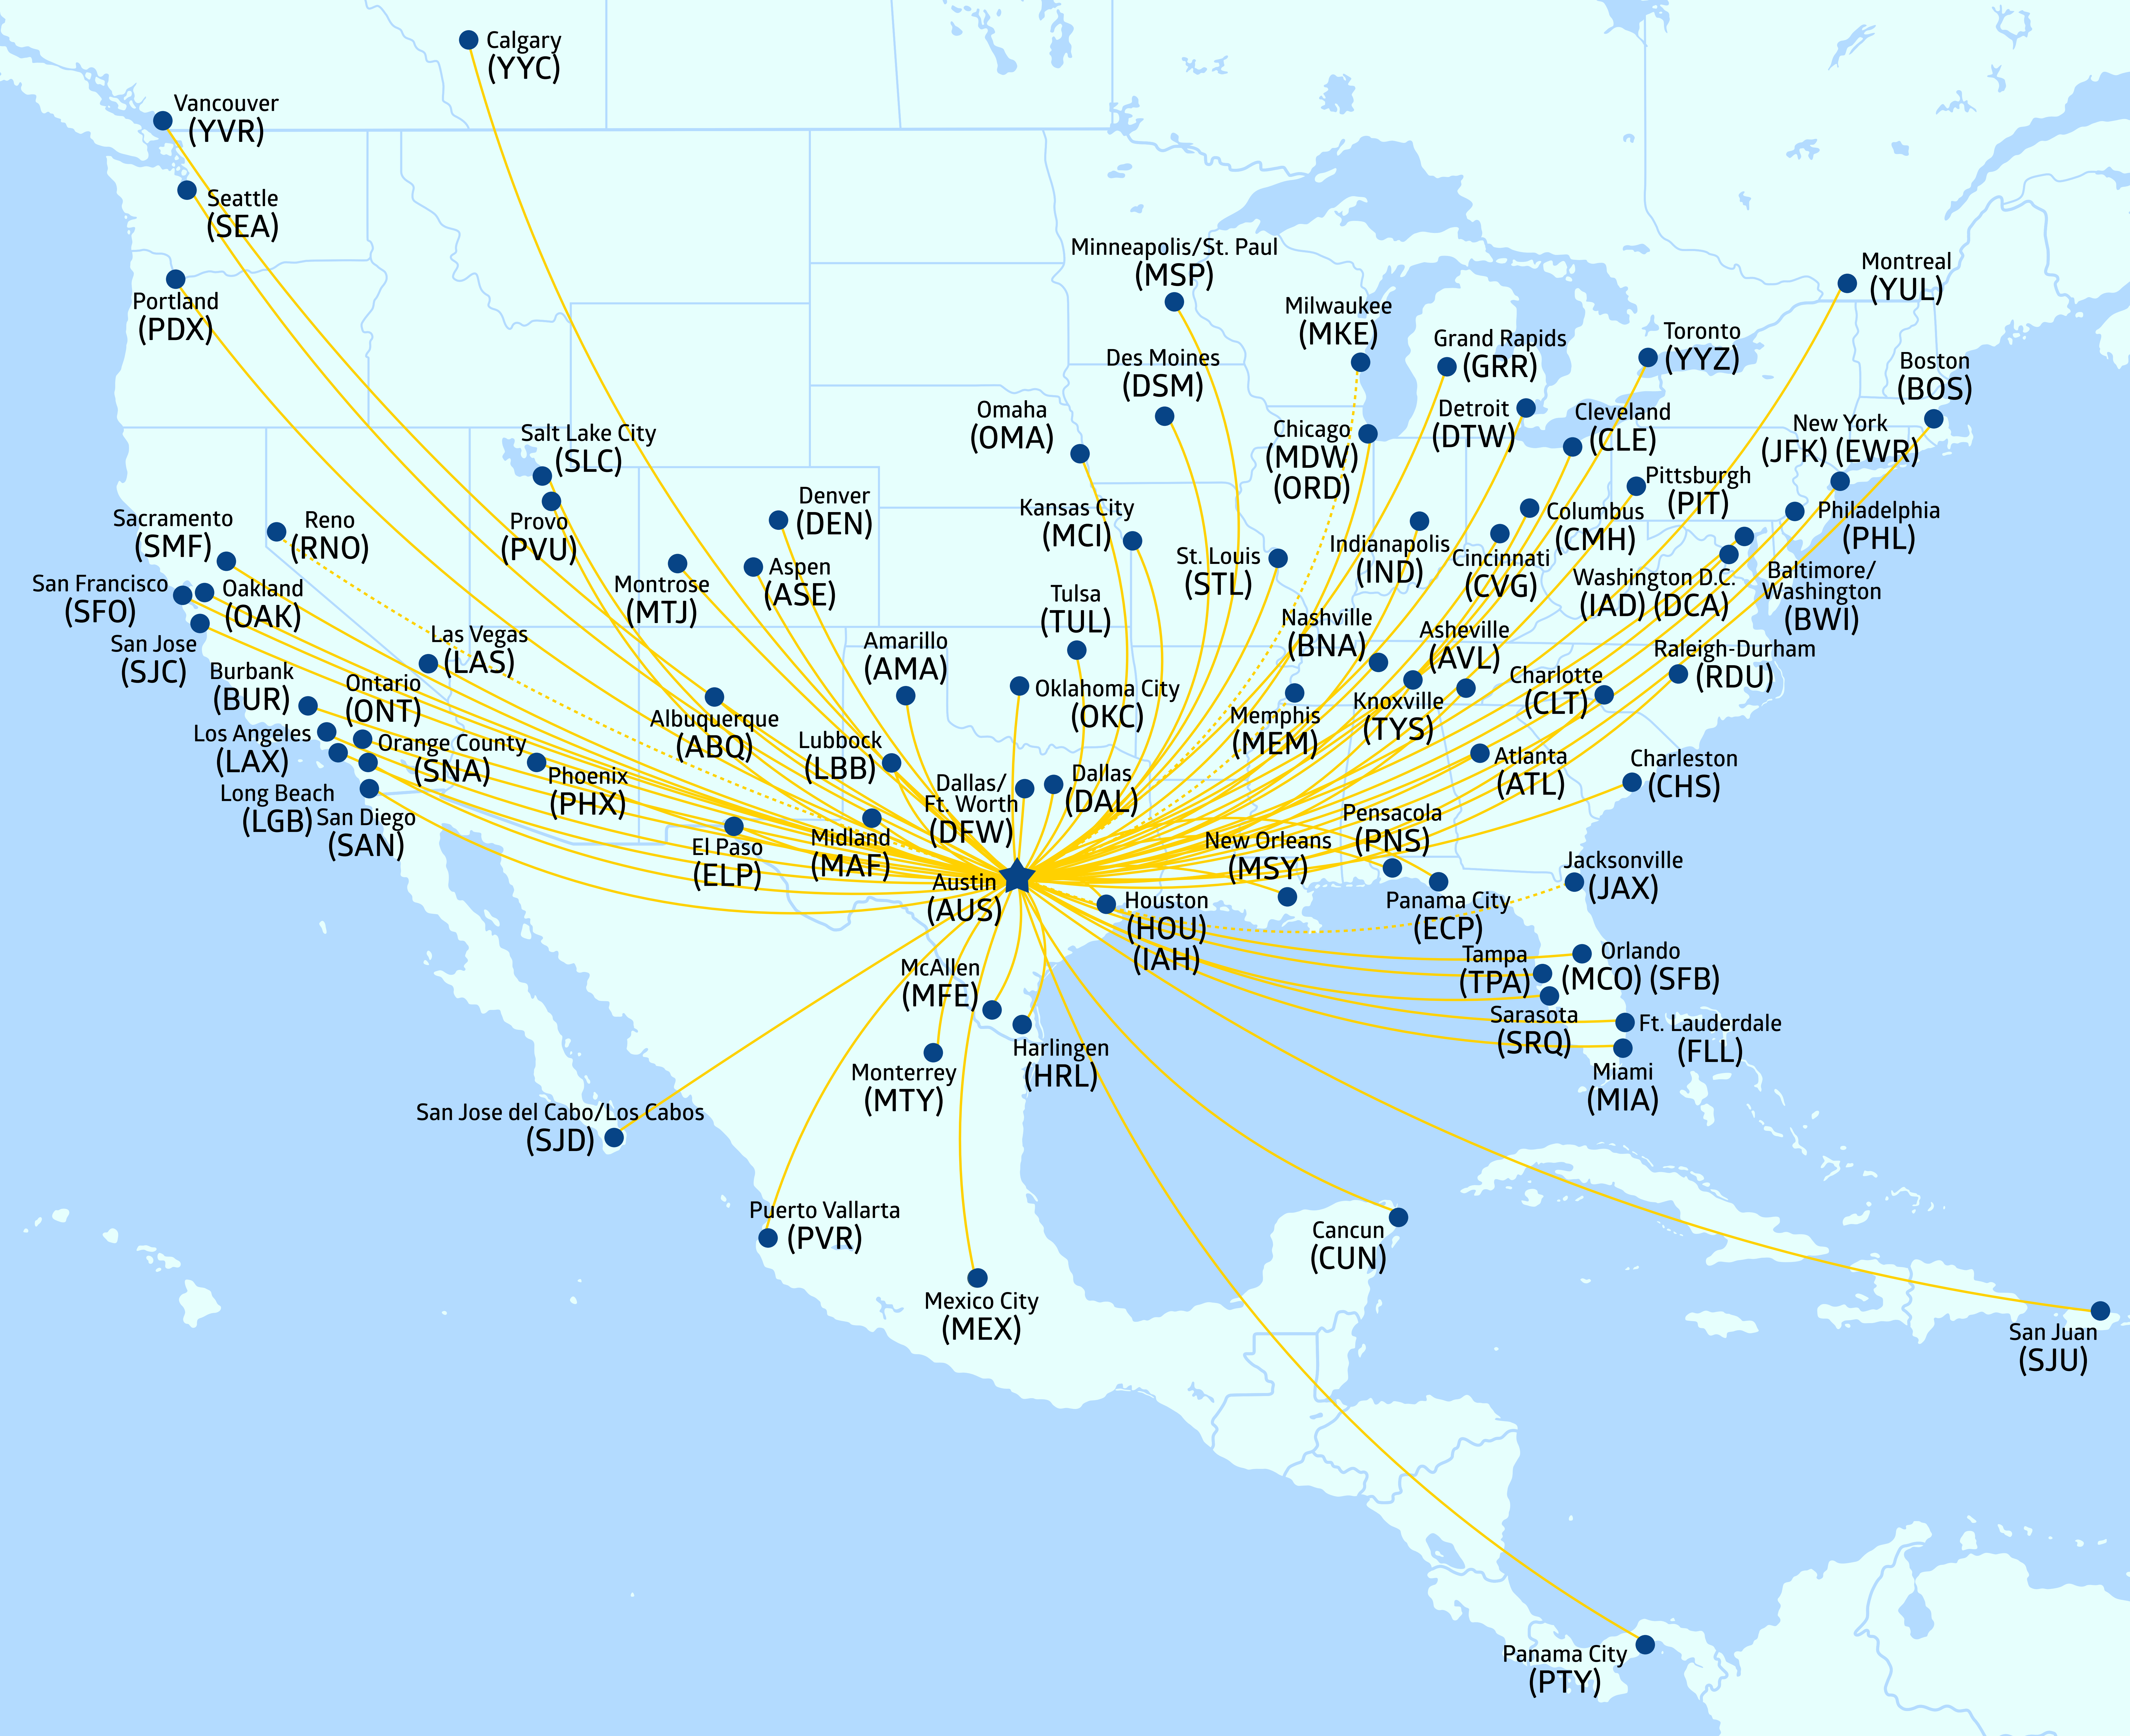 Calgary
(YYC)
Vancouver
(YVR)
Seattle
(SEA)
Portland
(PDX)
Minneapolis/St. Paul
(MSP)
Milwaukee
(MKE)
Grand Rapids
(GRR)
Toronto
(YYZ)
Montreal
(YUL)
Boston
(BOS)
Des Moines
(DSM)
Omaha
(OMA)
Chicago
(MDW)
(ORD)
Detroit
(DTW)
Cleveland
(CLE)
New York
(JFK) (EWR)
Salt Lake City
(SLC)
Provo
(PVU)
Denver
(DEN)
Aspen
(ASE)
Montrose
(MTJ)
Kansas City
(MCI)
St. Louis
(STL)
Indianapolis
(IND)
Cincinnati
(CVG)
Columbus
(CMH)
Pittsburgh
(PIT)
Philadelphia
(PHL)
Washington D.C.
(IAD) (DCA)
Baltimore/
Washington
(BWI)
Sacramento
(SMF)
Reno
(RNO)
San Francisco
(SFO)
Oakland
(OAK)
San Jose
(SJC)
Las Vegas
(LAS)
Burbank
(BUR)
Ontario
(ONT)
Los Angeles
(LAX)
Orange County
(SNA)
Long Beach
(LGB)
San Diego
(SAN)
Phoenix
(PHX)
Albuquerque
(ABQ)
El Paso
(ELP)
Amarillo
(AMA)
Lubbock
(LBB)
Midland
(MAF)
Tulsa
(TUL)
Oklahoma City
(OKC)
Dallas/
Ft. Worth
(DFW)
Dallas
(DAL)
Nashville
(BNA)
Memphis
(MEM)
Asheville
(AVL)
Knoxville
(TYS)
Charlotte
(CLT)
Raleigh-Durham
(RDU)
Atlanta
(ATL)
Charleston
(CHS)
Pensacola
(PNS)
New Orleans
(MSY)
Panama City
(ECP)
Jacksonville
(JAX)
Austin
(AUS)
Houston
(HOU)
(IAH)
Tampa
(TPA)
Orlando
(MCO) (SFB)
Sarasota
(SRQ)
Ft. Lauderdale
(FLL)
Miami
(MIA)
McAllen
(MFE)
Harlingen
(HRL)
Monterrey
(MTY)
San Jose del Cabo/Los Cabos
(SJD)
Puerto Vallarta
(PVR)
Mexico City
(MEX)
Cancun
(CUN)
San Juan
(SJU)
Panama City
(PTY)